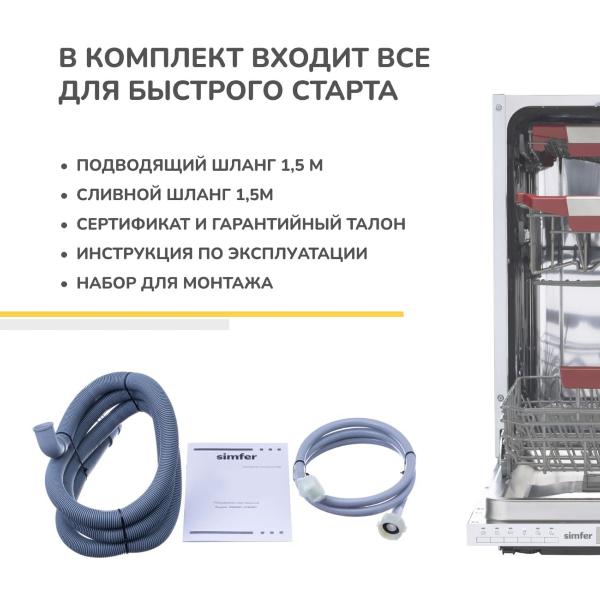 В КОМПЛЕКТ ВХОДИТ ВСЕ
ДЛЯ БЫСТРОГО СТАРТА
• ПОДВОДЯЩИЙ ШЛАНГ 1,5 М
• СЛИВНОЙ ШЛАНГ 1,5М
• СЕРТИФИКАТ И ГАРАНТИЙНЫЙ ТАЛОН
• ИНСТРУКЦИЯ ПО ЭКСПЛУАТАЦИИ
• НАБОР ДЛЯ МОНТАЖА
simfer
simfer